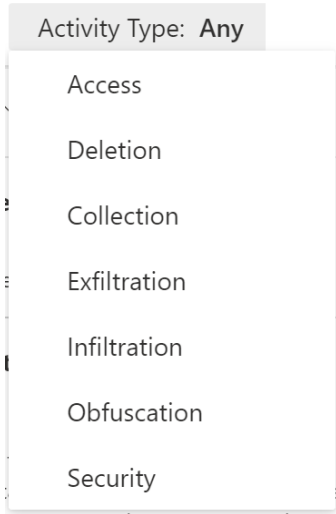 Activity Type: Any
Access
Deletion
Collection
Exfiltration
Infiltration
Obfuscation
Security